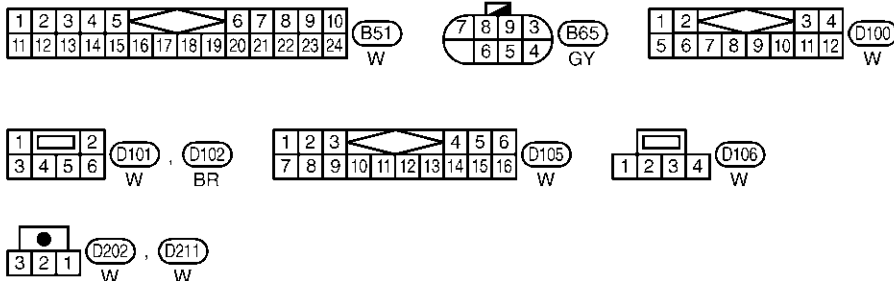 1 2 3 4 5 6 7 8 9 10
11 12 13 14 15 16 17 18 19 20 21 22 23 24
B51
W
7 8 9 3
6 5 4
B65
GY
1 2 3 4
5 6 7 8 9 10 11 12
D100
W
1 2
3 4 5 6
D101 , D102
W BR
1 2 3 4 5 6
7 8 9 10 11 12 13 14 15 16
D105
W
1 2 3 4
D106
W
3 2 1
D202 , D211
W W